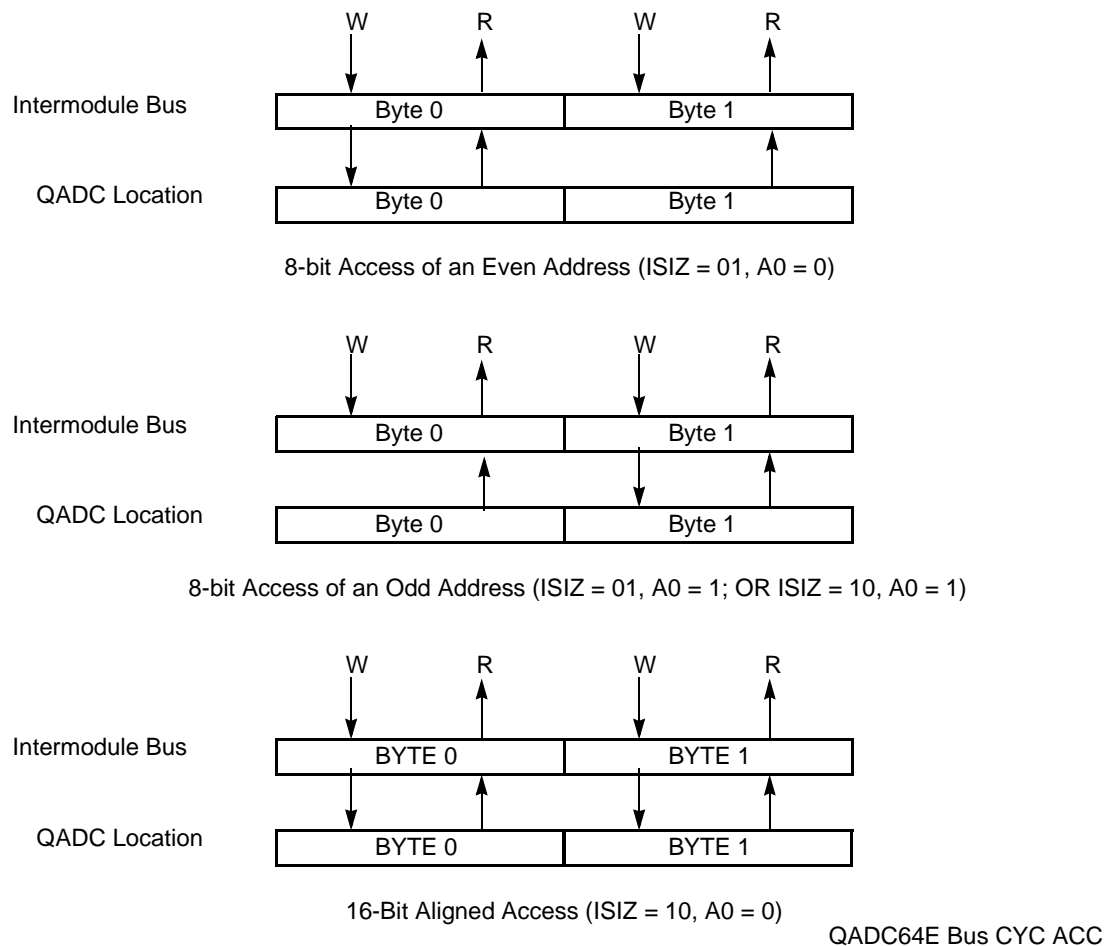 W R W R
Intermodule Bus Byte 0 Byte 1
QADC Location Byte 0 Byte 1
8-bit Access of an Even Address (ISIZ = 01, A0 = 0)
W R W R
Intermodule Bus Byte 0 Byte 1
QADC Location Byte 0 Byte 1
8-bit Access of an Odd Address (ISIZ = 01, A0 = 1; OR ISIZ = 10, A0 = 1)
W R W R
Intermodule Bus BYTE 0 BYTE 1
QADC Location BYTE 0 BYTE 1
16-Bit Aligned Access (ISIZ = 10, A0 = 0)
QADC64E Bus CYC ACC